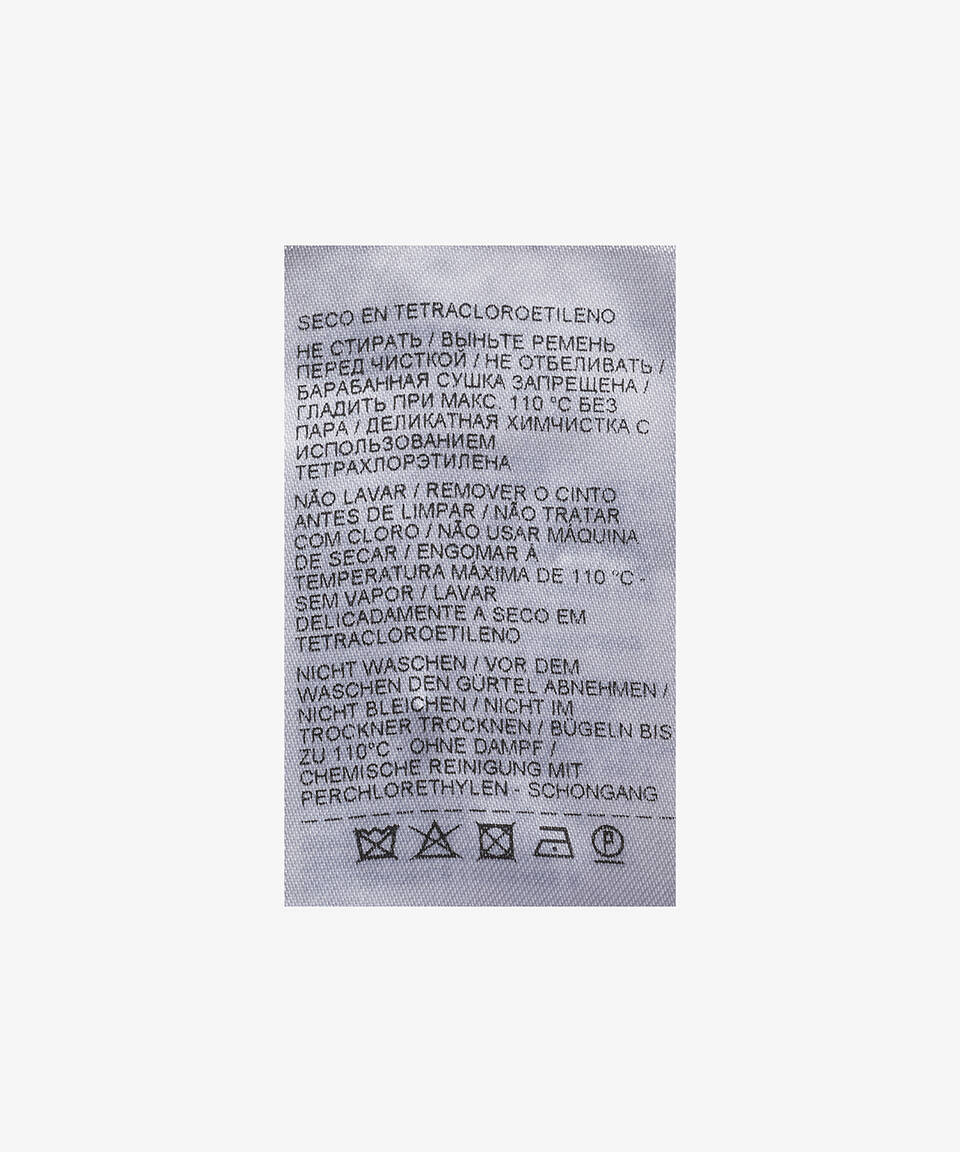 SECO EN TETRACLOROETILENO
НЕ СТИРАТЬ / ВЫНЬТЕ РЕМЕНЬ
ПЕРЕД ЧИСТКОЙ / НЕ ОТБЕЛИВАТЬ /
БАРАБАННАЯ СУШКА ЗАПРЕЩЕНА /
ГЛАДИТЬ ПРИ МАКС. 110 °C БЕЗ
ПАРА / ДЕЛИКАТНАЯ ХИМЧИСТКА С
ИСПОЛЬЗОВАНИЕМ
ТЕТРАХЛОРЭТИЛЕНА
NÃO LAVAR / REMOVER O CINTO
ANTES DE LIMPAR / NÃO TRATAR
COM CLORO / NÃO USAR MÁQUINA
DE SECAR / ENGOMAR À
TEMPERATURA MÁXIMA DE 110 °C -
SEM VAPOR / LAVAR
DELICADAMENTE A SECO EM
TETRACLOROETILENO
NICHT WASCHEN / VOR DEM
WASCHEN DEN GÜRTEL ABNEHMEN /
NICHT BLEICHEN / NICHT IM
TROCKNER TROCKNEN / BÜGELN BIS
ZU 110°C - OHNE DAMPF /
CHEMISCHE REINIGUNG MIT
PERCHLORETHYLEN - SCHONGANG
P